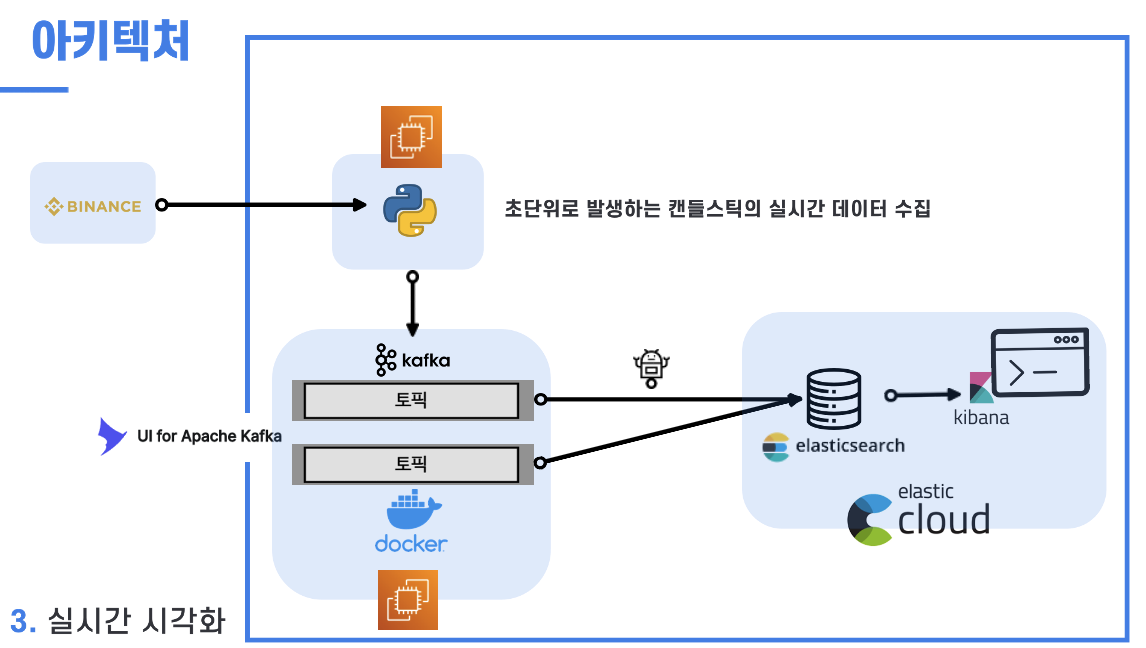 아키텍처
BINANCE
초단위로 발생하는 캔들스틱의 실시간 데이터 수집
kafka
토픽
UI for Apache Kafka
토픽
docker
elasticsearch
kibana
elastic
cloud
3. 실시간 시각화